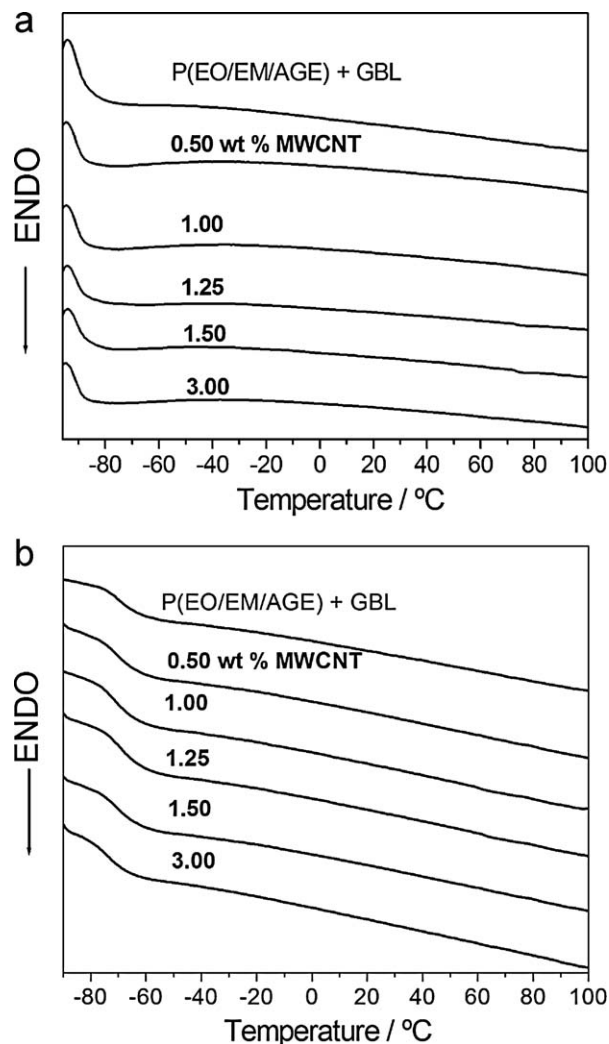 a
P(EO/EM/AGE) + GBL
0.50 wt % MWCNT
1.00
1.25
1.50
3.00
ENDO
-80 -60 -40 -20 0 20 40 60 80 100
Temperature / ºC
b
P(EO/EM/AGE) + GBL
0.50 wt % MWCNT
1.00
1.25
1.50
3.00
ENDO
-80 -60 -40 -20 0 20 40 60 80 100
Temperature / ºC